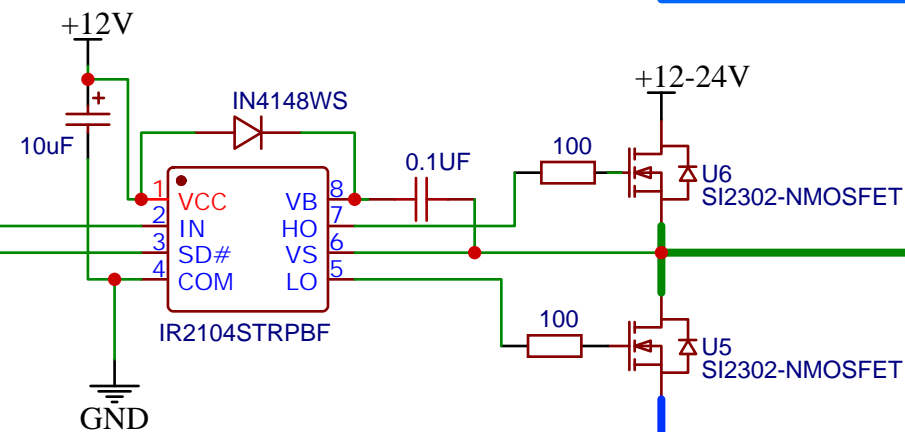 +12V
+12-24V
+
IN4148WS
10uF
0.1UF
100
U6
SI2302-NMOSFET
1
VCC
VB
8
2
IN
HO
7
3
SD#
VS
6
4
COM
LO
5
IR2104STRPBF
100
U5
SI2302-NMOSFET
GND